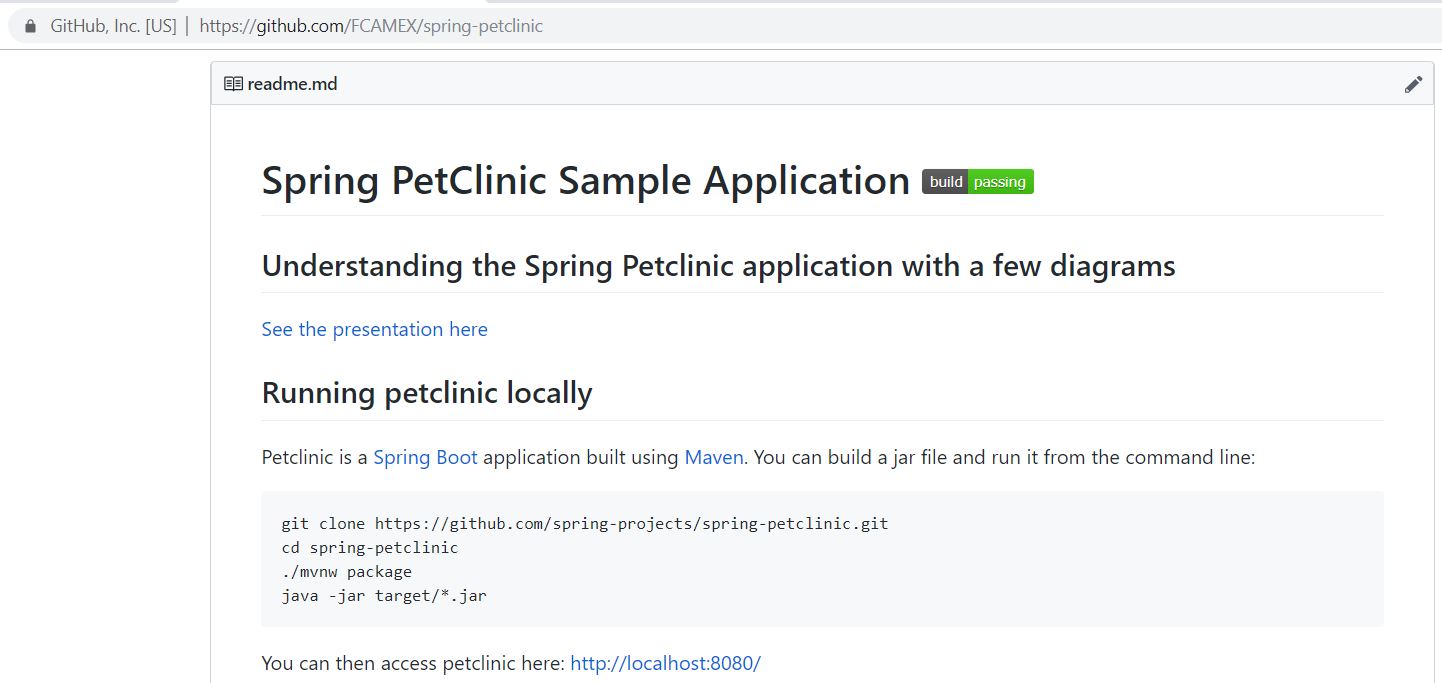 GitHub, Inc. [US] | https://github.com/FCAMEX/spring-petclinic
readme.md
Spring PetClinic Sample Application build passing
Understanding the Spring Petclinic application with a few diagrams
See the presentation here
Running petclinic locally
Petclinic is a Spring Boot application built using Maven. You can build a jar file and run it from the command line:
git clone https://github.com/spring-projects/spring-petclinic.git
cd spring-petclinic
./mvnw package
java -jar target/*.jar
You can then access petclinic here: http://localhost:8080/